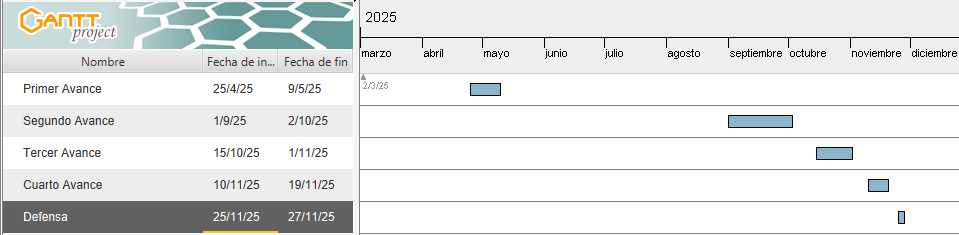 GANTT
project
2025
marzo abril mayo junio julio agosto septiembre octubre noviembre diciembre
Nombre Fecha de in... Fecha de fin
2/3/25
Primer Avance 25/4/25 9/5/25
Segundo Avance 1/9/25 2/10/25
Tercer Avance 15/10/25 1/11/25
Cuarto Avance 10/11/25 19/11/25
Defensa 25/11/25 27/11/25